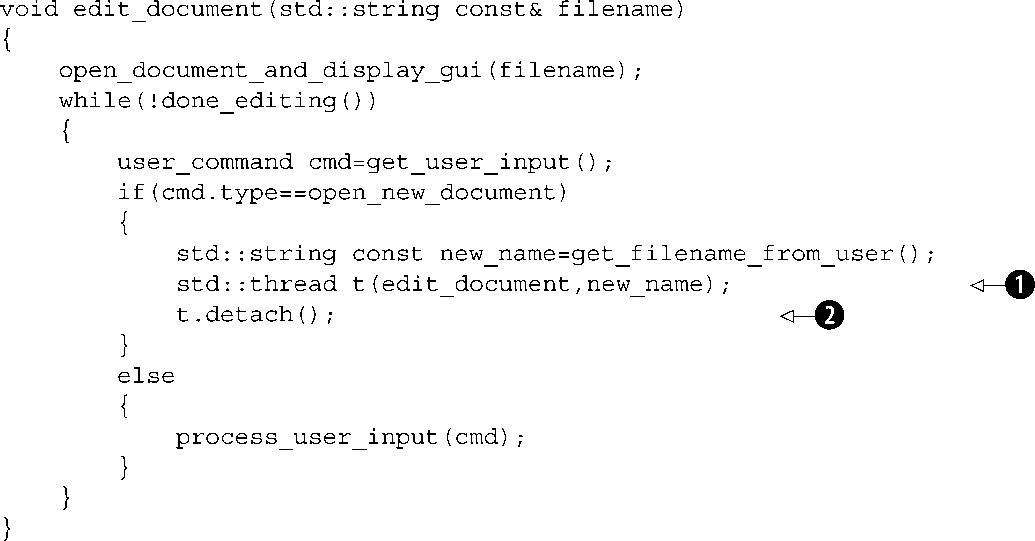 void edit_document(std::string const& filename)
{
    open_document_and_display_gui(filename);
    while(!done_editing())
    {
        user_command cmd=get_user_input();
        if(cmd.type==open_new_document)
        {
            std::string const new_name=get_filename_from_user();
            std::thread t(edit_document,new_name); 1
            t.detach(); 2
        }
        else
        {
            process_user_input(cmd);
        }
    }
}